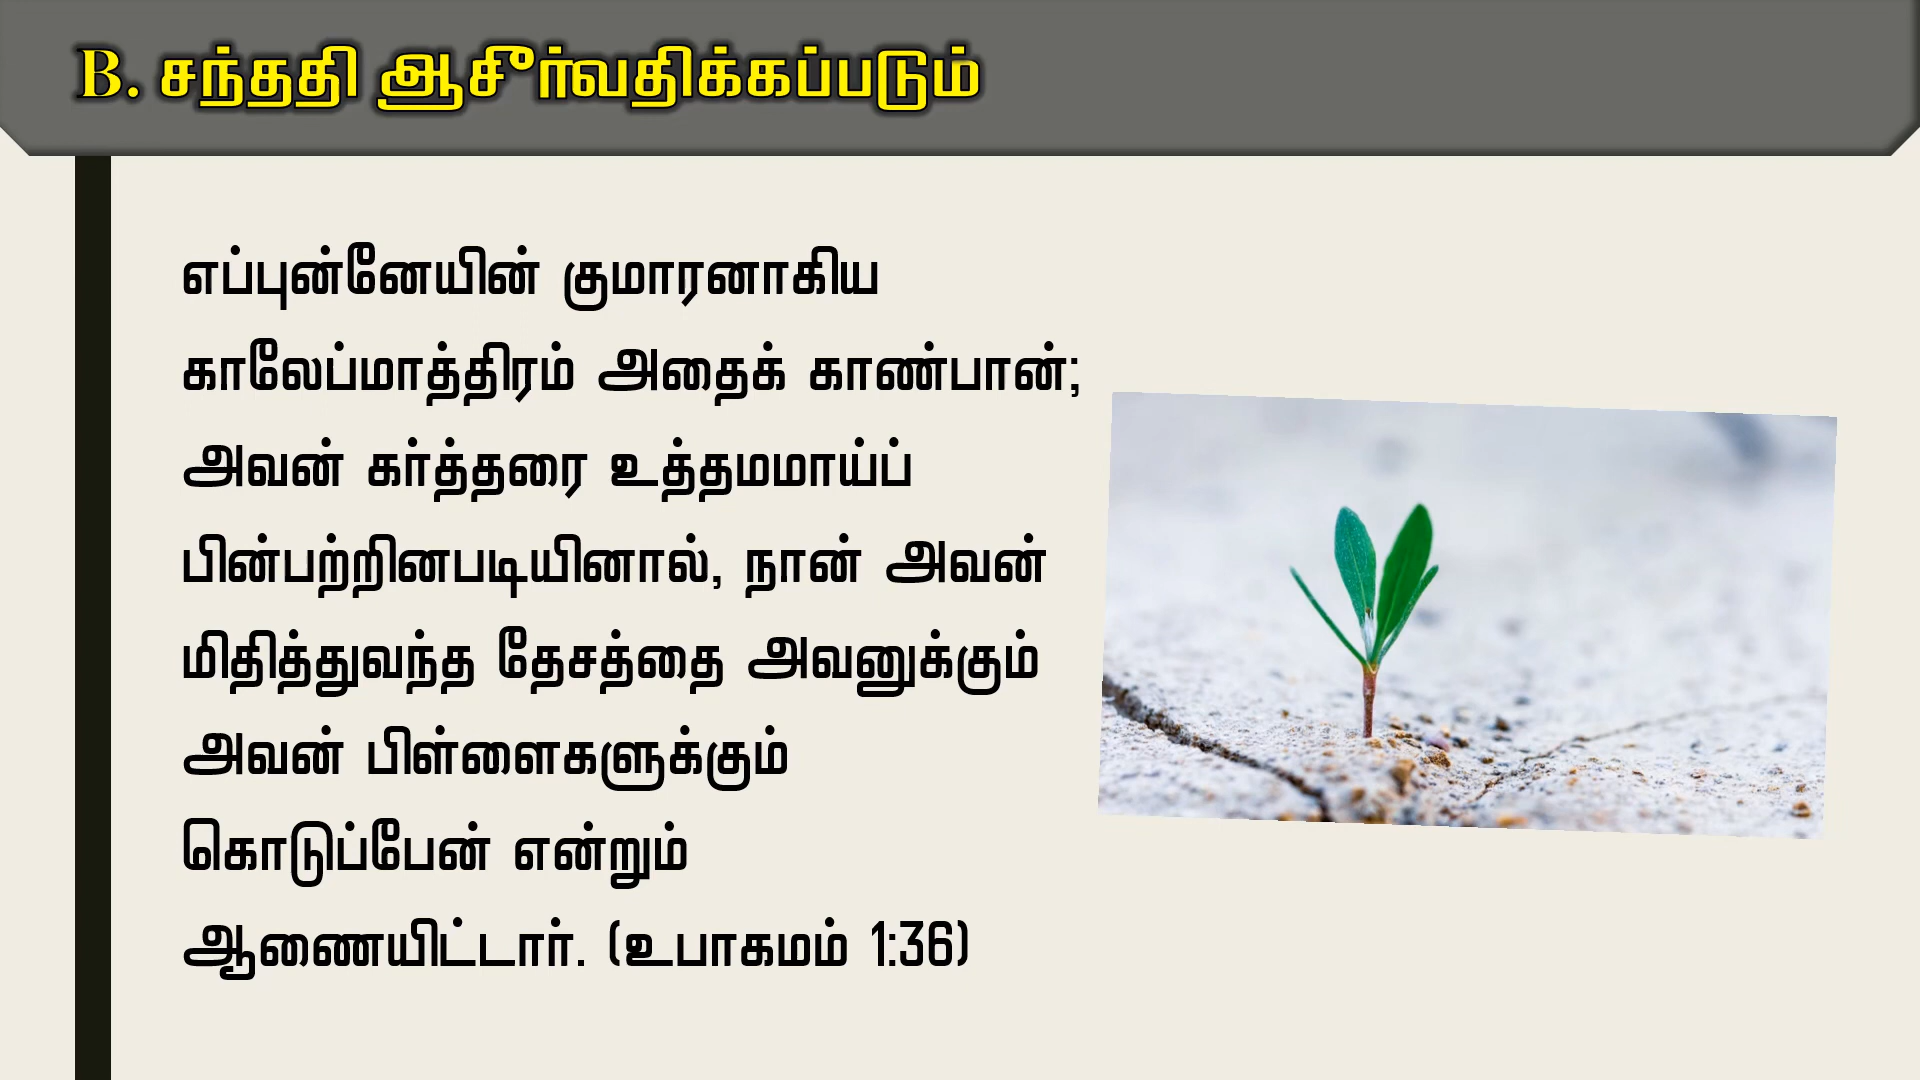 B. சந்ததி ஆசீர்வதிக்கப்படும்
எப்புன்னேயின் குமாரனாகிய
காலேப்மாத்திரம் அதைக் காண்பான்;
அவன் கர்த்தரை உத்தமமாய்ப்
பின்பற்றினபடியினால், நான் அவன்
மிதித்துவந்த தேசத்தை அவனுக்கும்
அவன் பிள்ளைகளுக்கும்
கொடுப்பேன் என்றும்
ஆணையிட்டார். (உபாகமம் 1:36)